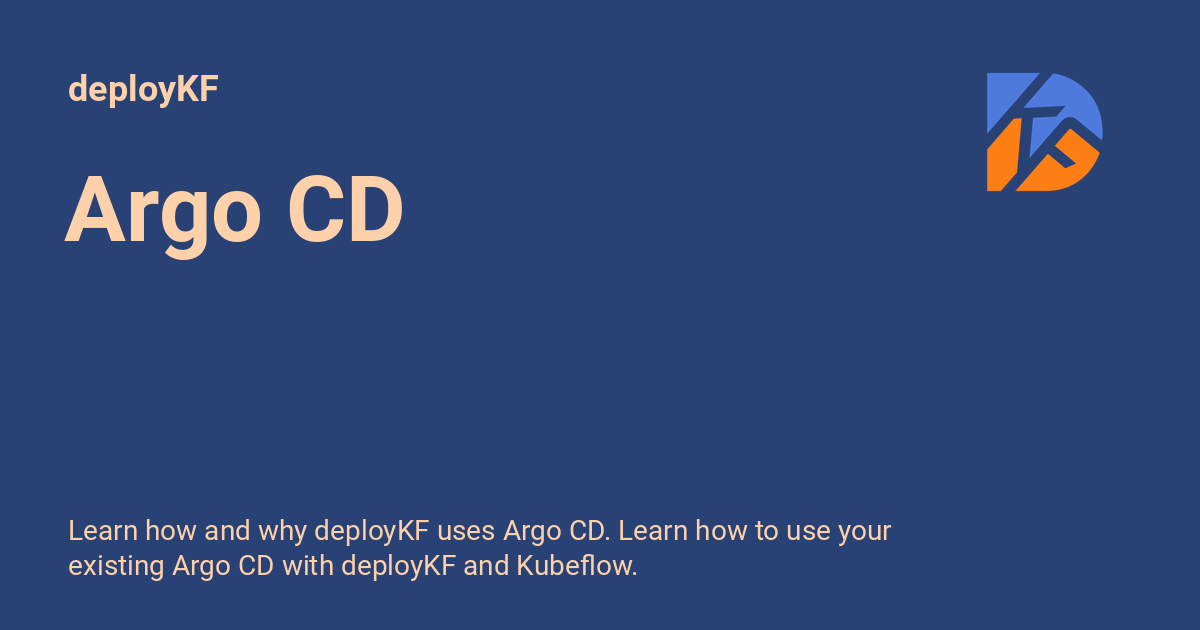 deployKF
Argo CD
Learn how and why deployKF uses Argo CD. Learn how to use your
existing Argo CD with deployKF and Kubeflow.